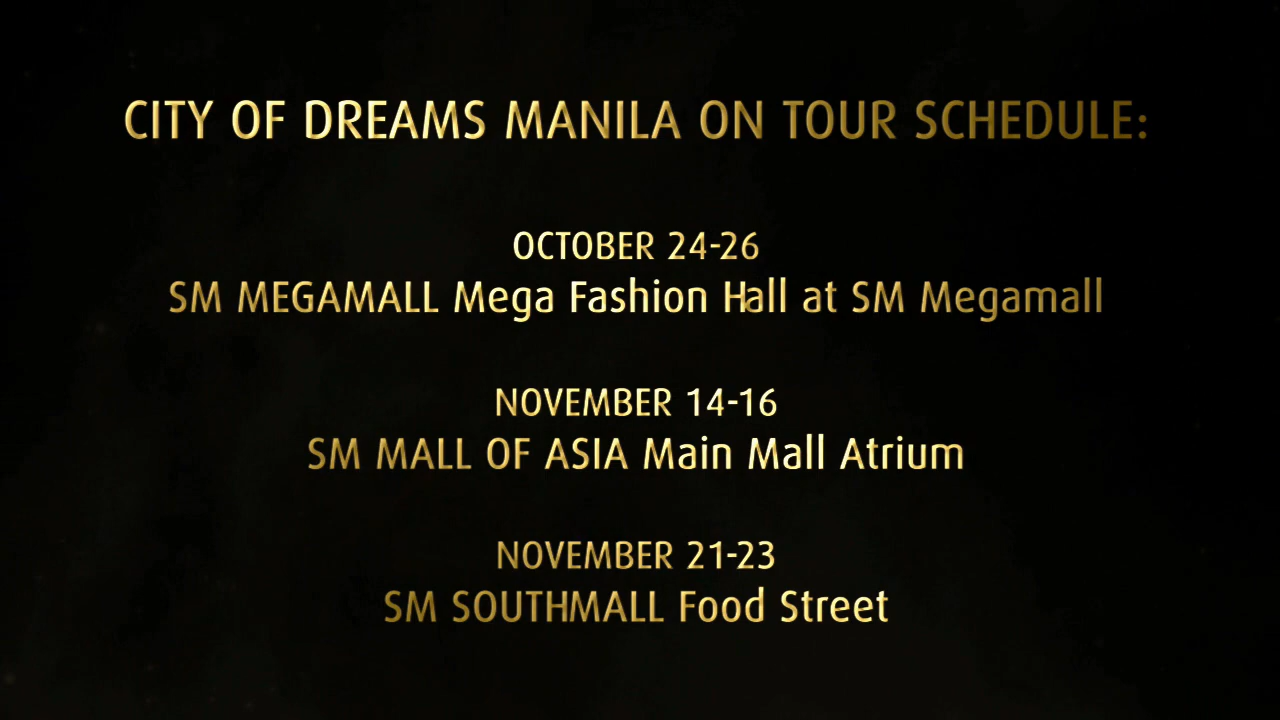 CITY OF DREAMS MANILA ON TOUR SCHEDULE:
OCTOBER 24-26
SM MEGAMALL Mega Fashion Hall at SM Megamall
NOVEMBER 14-16
SM MALL OF ASIA Main Mall Atrium
NOVEMBER 21-23
SM SOUTHMALL Food Street